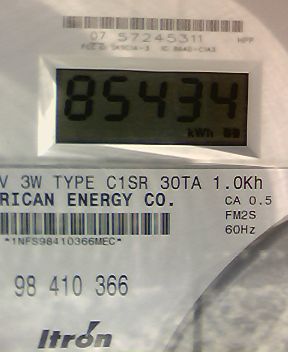 07 57245311
HPF
85434
kWh
V 3W TYPE C1SR 30TA 1.0Kh
RICAN ENERGY CO.
CA 0.5
FM2S
60Hz
*1NFS98410366MEC*
98 410 366
Itron